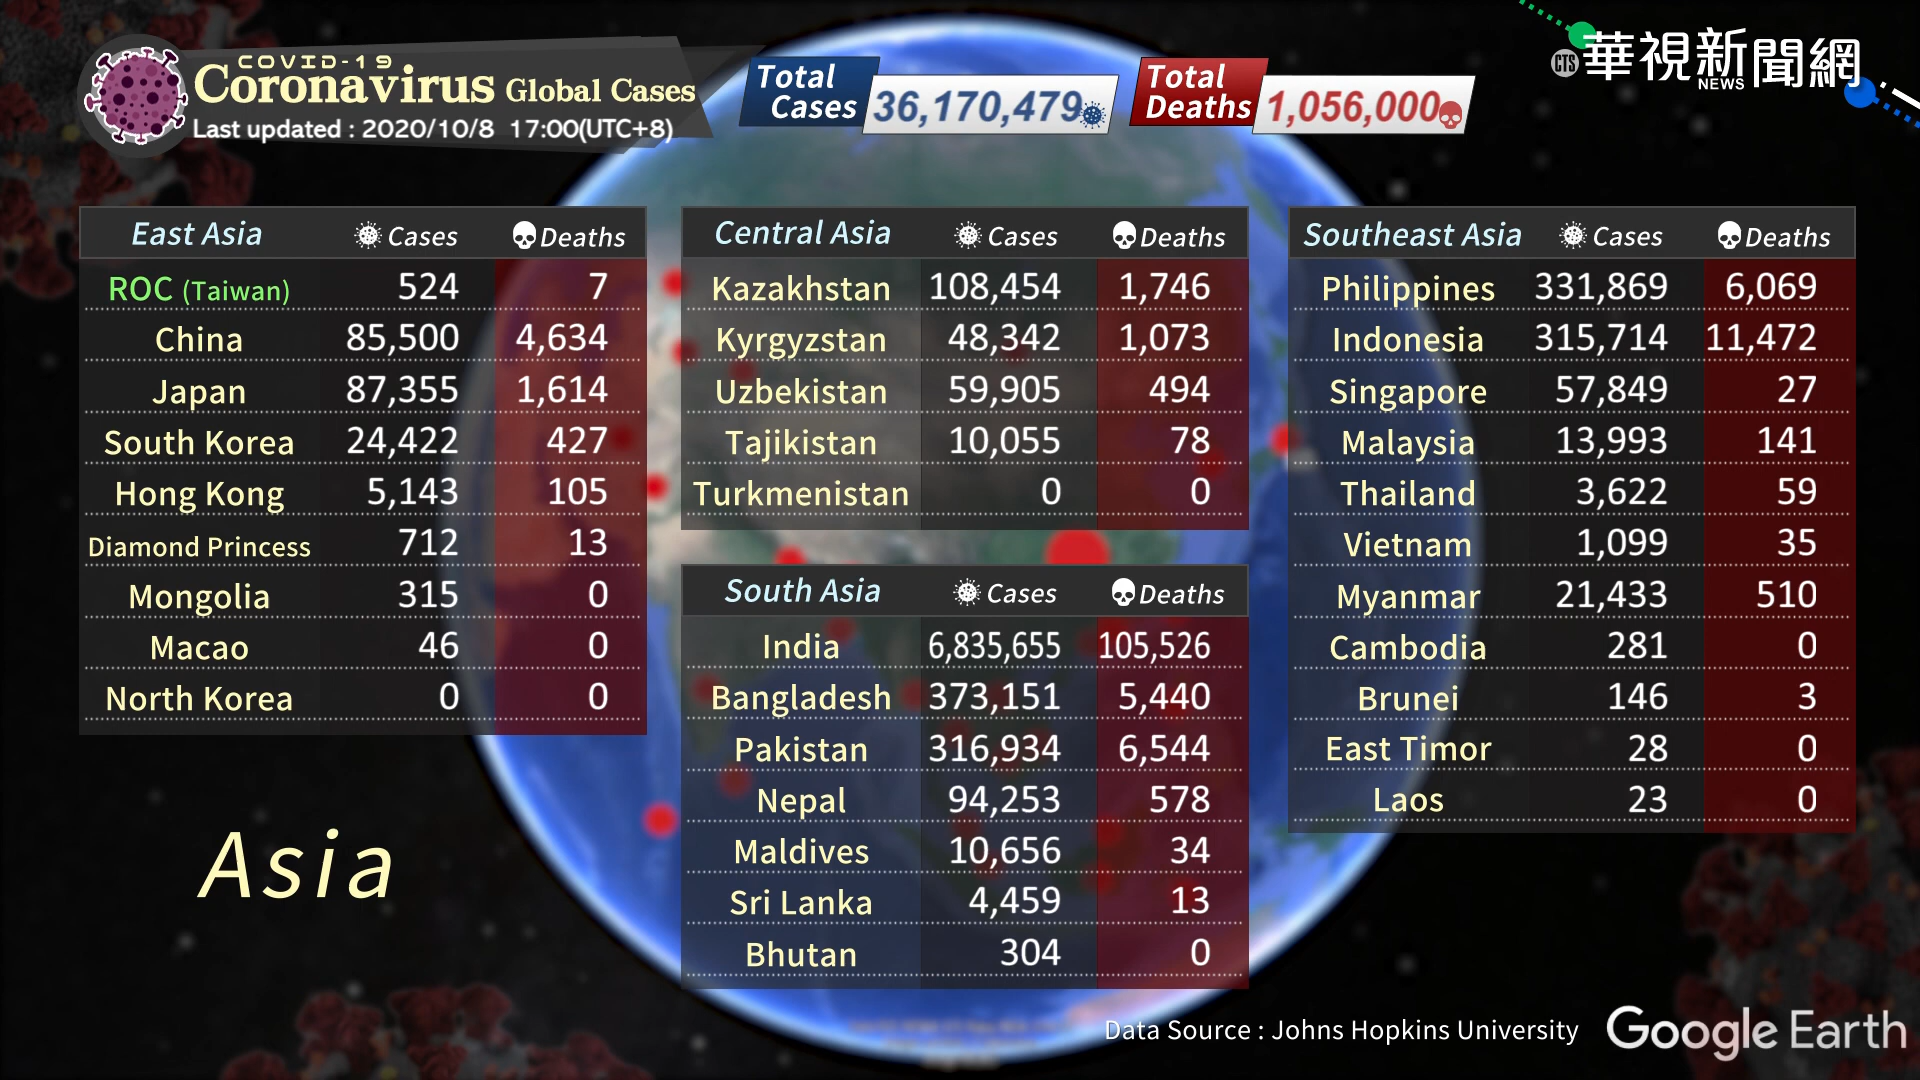 COVID-19
Coronavirus Global Cases
Last updated : 2020/10/8 17:00(UTC+8)
Total Cases 36,170,479
Total Deaths 1,056,000
CTS 華視新聞網
NEWS
East Asia Cases Deaths
ROC (Taiwan) 524 7
China 85,500 4,634
Japan 87,355 1,614
South Korea 24,422 427
Hong Kong 5,143 105
Diamond Princess 712 13
Mongolia 315 0
Macao 46 0
North Korea 0 0
Central Asia Cases Deaths
Kazakhstan 108,454 1,746
Kyrgyzstan 48,342 1,073
Uzbekistan 59,905 494
Tajikistan 10,055 78
Turkmenistan 0 0
South Asia Cases Deaths
India 6,835,655 105,526
Bangladesh 373,151 5,440
Pakistan 316,934 6,544
Nepal 94,253 578
Maldives 10,656 34
Sri Lanka 4,459 13
Bhutan 304 0
Southeast Asia Cases Deaths
Philippines 331,869 6,069
Indonesia 315,714 11,472
Singapore 57,849 27
Malaysia 13,993 141
Thailand 3,622 59
Vietnam 1,099 35
Myanmar 21,433 510
Cambodia 281 0
Brunei 146 3
East Timor 28 0
Laos 23 0
Asia
Data Source : Johns Hopkins University
Google Earth